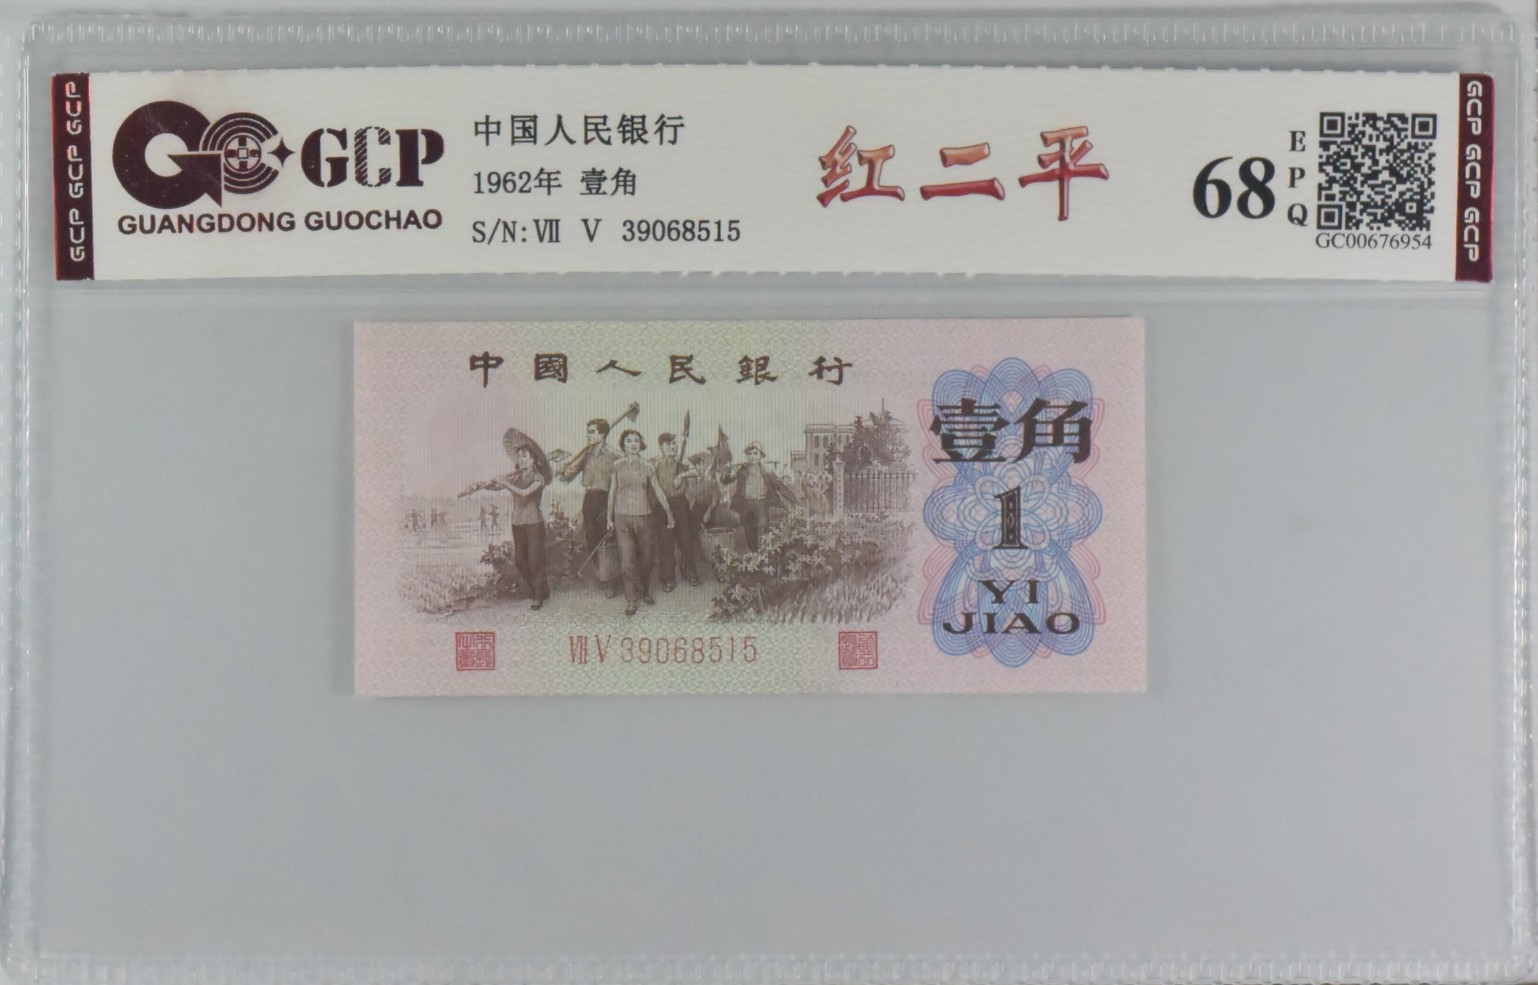 GCP
GUANGDONG GUOCHAO
中国人民银行
1962年 壹角
S/N: Ⅶ Ⅴ 39068515
红二平
68
EPQ
GC00676954
GCP GCP GCP
GCP GCP GCP
中國人民銀行
壹角
1
YI
JIAO
ⅦⅤ39068515